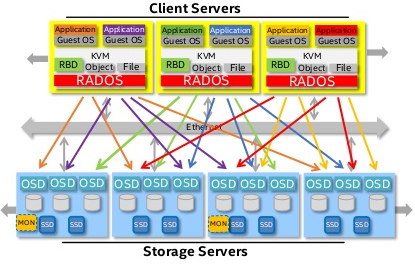 Client Servers
Application Application Application Application Application Application
Guest OS Guest OS Guest OS Guest OS Guest OS Guest OS
KVM KVM KVM
RBD Object File RBD Object File RBD Object File
RADOS RADOS RADOS
Ethernet
OSD OSD OSD OSD OSD OSD OSD OSD OSD OSD OSD OSD
MON SSD SSD SSD SSD MON SSD SSD SSD SSD
Storage Servers